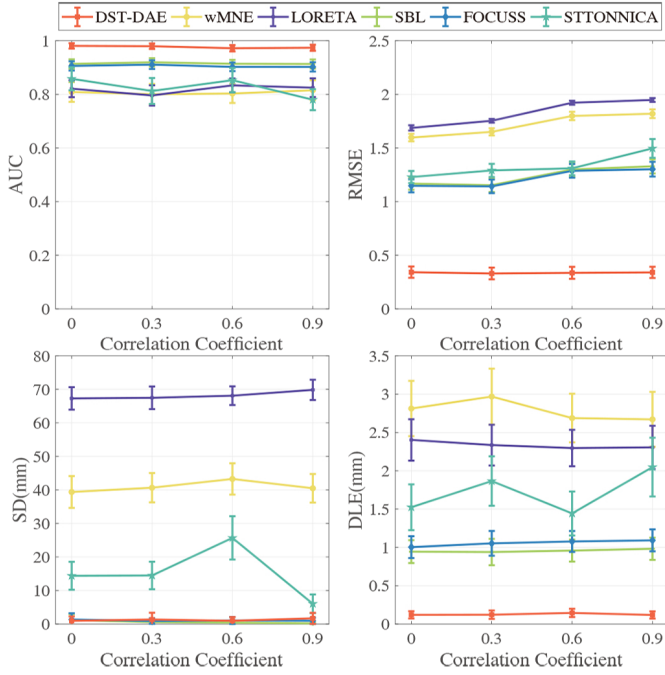 DST-DAE wMNE LORETA SBL FOCUSS STTONNICA
1
0.8
0.6
0.4
0.2
0
AUC
0 0.3 0.6 0.9
Correlation Coefficient
2.5
2
1.5
1
0.5
0
RMSE
0 0.3 0.6 0.9
Correlation Coefficient
80
70
60
50
40
30
20
10
0
SD(mm)
0 0.3 0.6 0.9
Correlation Coefficient
3.5
3
2.5
2
1.5
1
0.5
0
DLE(mm)
0 0.3 0.6 0.9
Correlation Coefficient